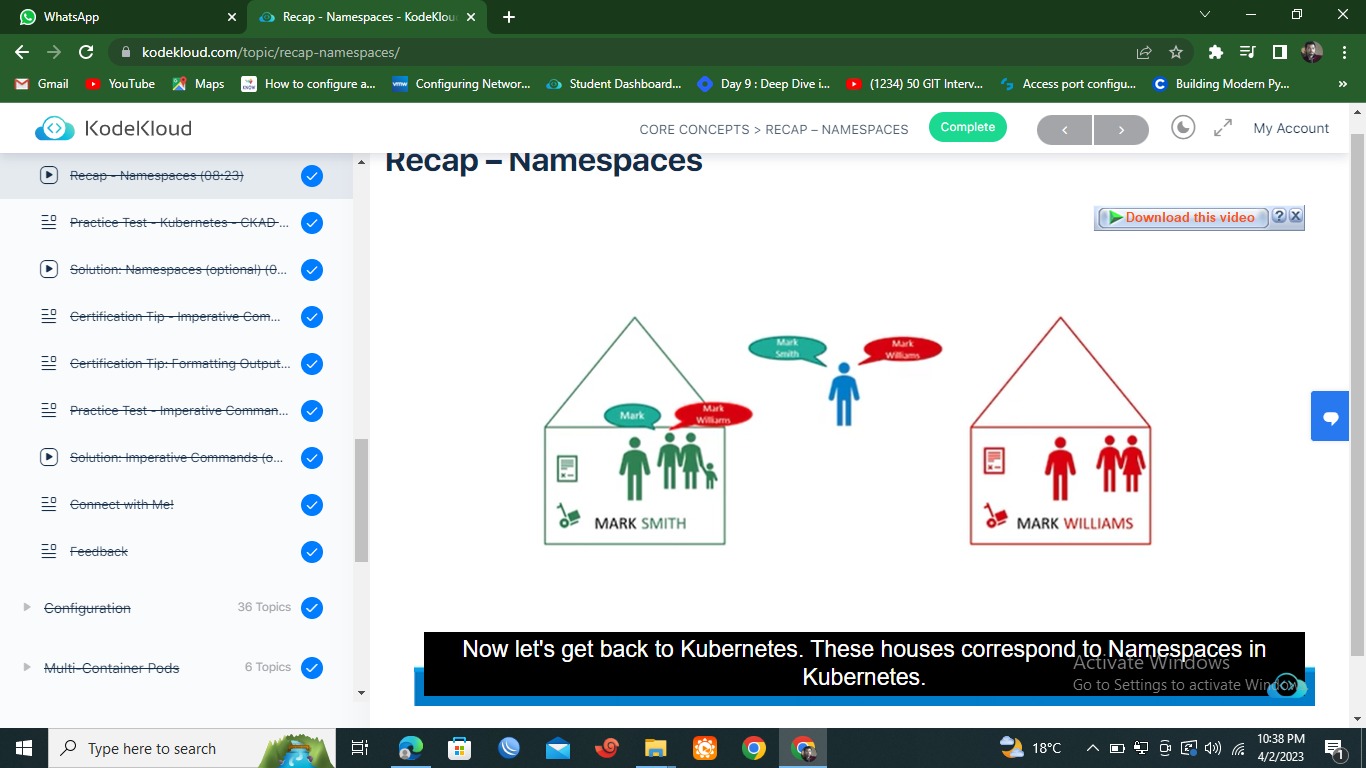 WhatsApp
Recap - Namespaces - KodeKlou
kodekloud.com/topic/recap-namespaces/
Gmail
YouTube
Maps
How to configure a...
Configuring Networ...
Student Dashboard...
Day 9 : Deep Dive i...
(1234) 50 GIT Interv...
Access port configu...
Building Modern Py...
»
KodeKloud
CORE CONCEPTS > RECAP – NAMESPACES
Complete
My Account
Recap - Namespaces (08:23)
Practice Test - Kubernetes - CKAD ...
Solution: Namespaces (optional) (0...
Certification Tip - Imperative Com...
Certification Tip: Formatting Output...
Practice Test - Imperative Comman...
Solution: Imperative Commands (o...
Connect with Me!
Feedback
Configuration 36 Topics
Multi-Container Pods 6 Topics
Recap – Namespaces
Download this video ? X
Mark
Smith
Mark
Williams
Mark
Mark
Williams
MARK SMITH
MARK WILLIAMS
Now let's get back to Kubernetes. These houses correspond to Namespaces in
Kubernetes.
Activate Windows
Go to Settings to activate Windows.
Type here to search
18°C
10:38 PM
4/2/2023
1